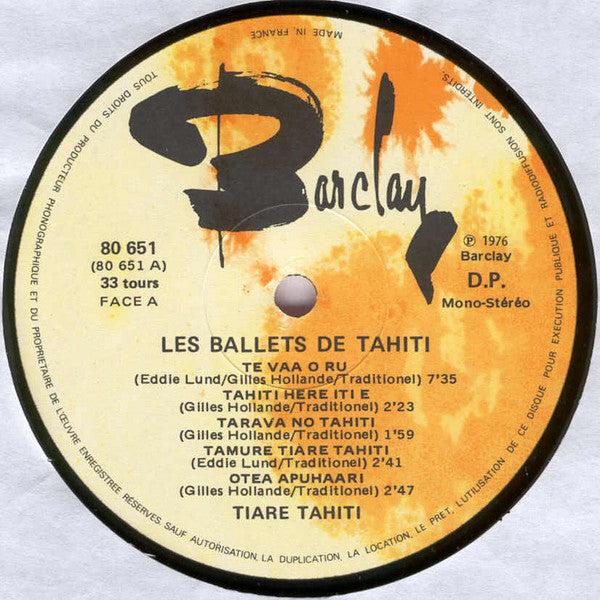 MADE IN FRANCE
TOUS DROITS DU PRODUCTEUR PHONOGRAPHIQUE ET DU PROPRIETAIRE DE L'ŒUVRE ENREGISTREE RESERVES. SAUF AUTORISATION, LA DUPLICATION, LA LOCATION, LE PRET, L'UTILISATION DE CE DISQUE POUR EXECUTION PUBLIQUE ET RADIODIFFUSION SONT INTERDITS
Barclay
80 651
(80 651 A)
33 tours
FACE A
℗ 1976
Barclay
D.P.
Mono-Stéréo
LES BALLETS DE TAHITI
TE VAA O RU
(Eddie Lund/Gilles Hollande/Traditionel) 7'35
TAHITI HERE ITI E
(Gilles Hollande/Traditionel) 2'23
TARAVA NO TAHITI
(Gilles Hollande/Traditionel) 1'59
TAMURE TIARE TAHITI
(Eddie Lund/Traditionel) 2'41
OTEA APUHAARI
(Gilles Hollande/Traditionel) 2'47
TIARE TAHITI